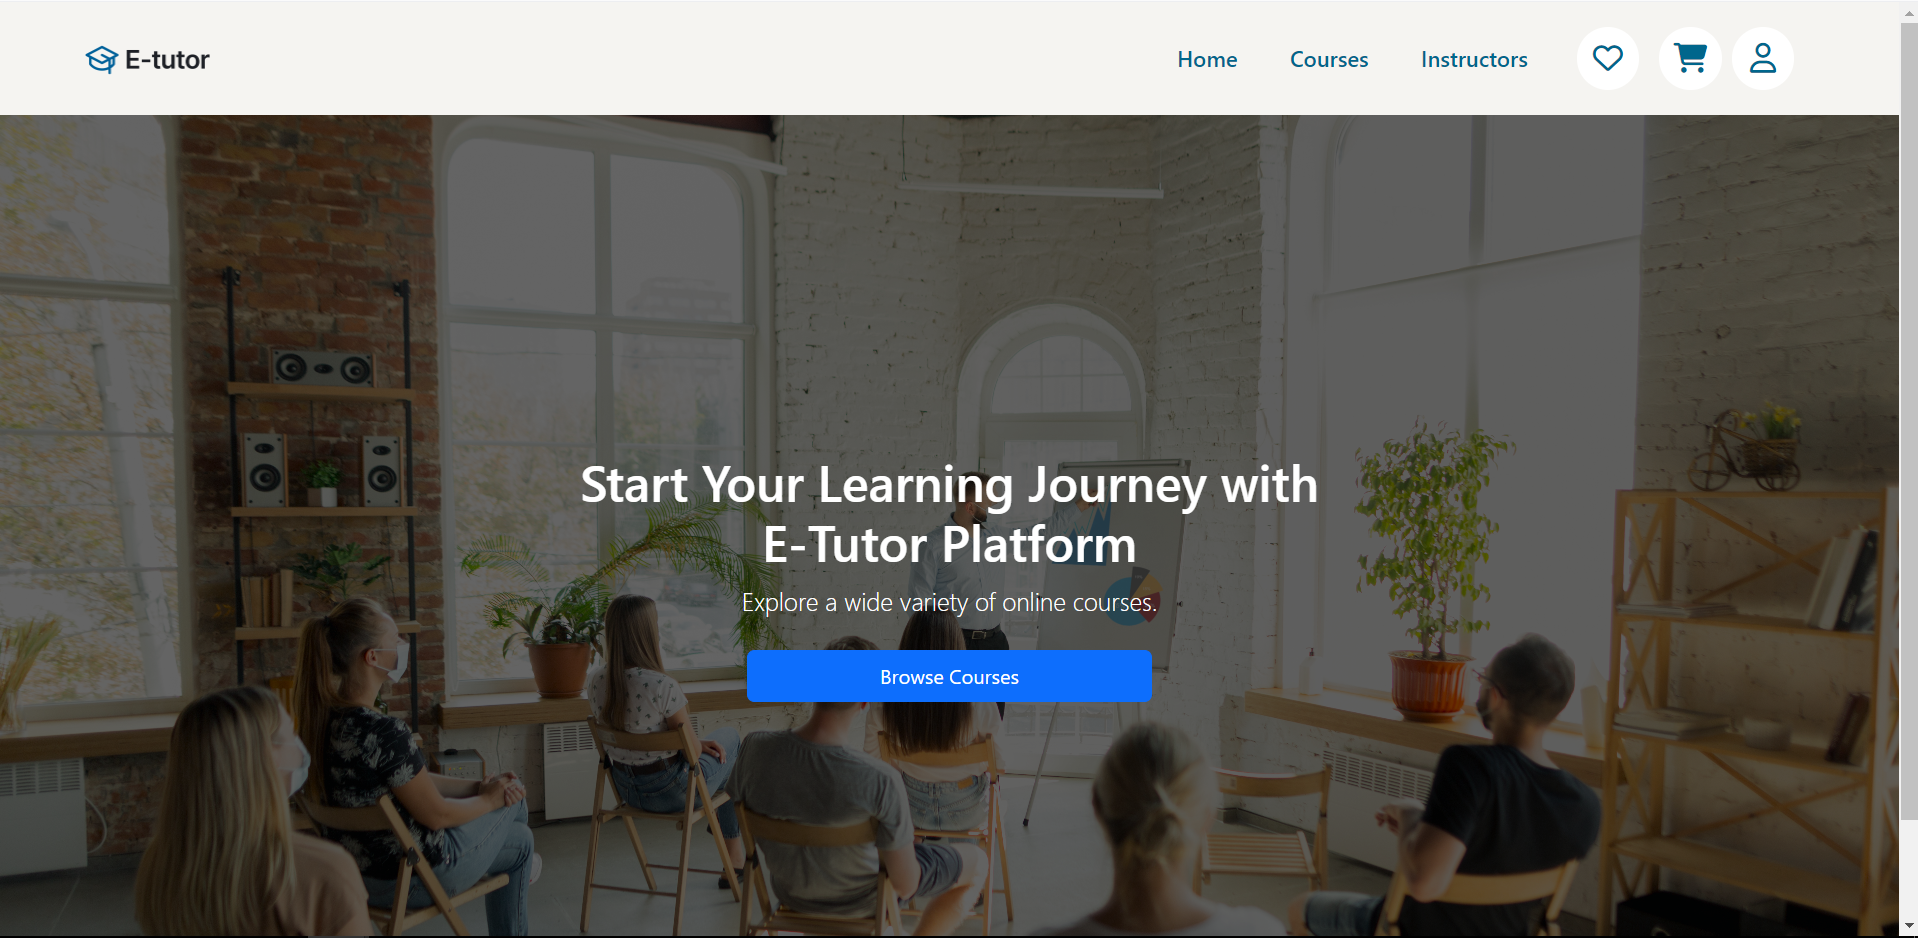 E-tutor
Home
Courses
Instructors
Start Your Learning Journey with
E-Tutor Platform
Explore a wide variety of online courses.
Browse Courses